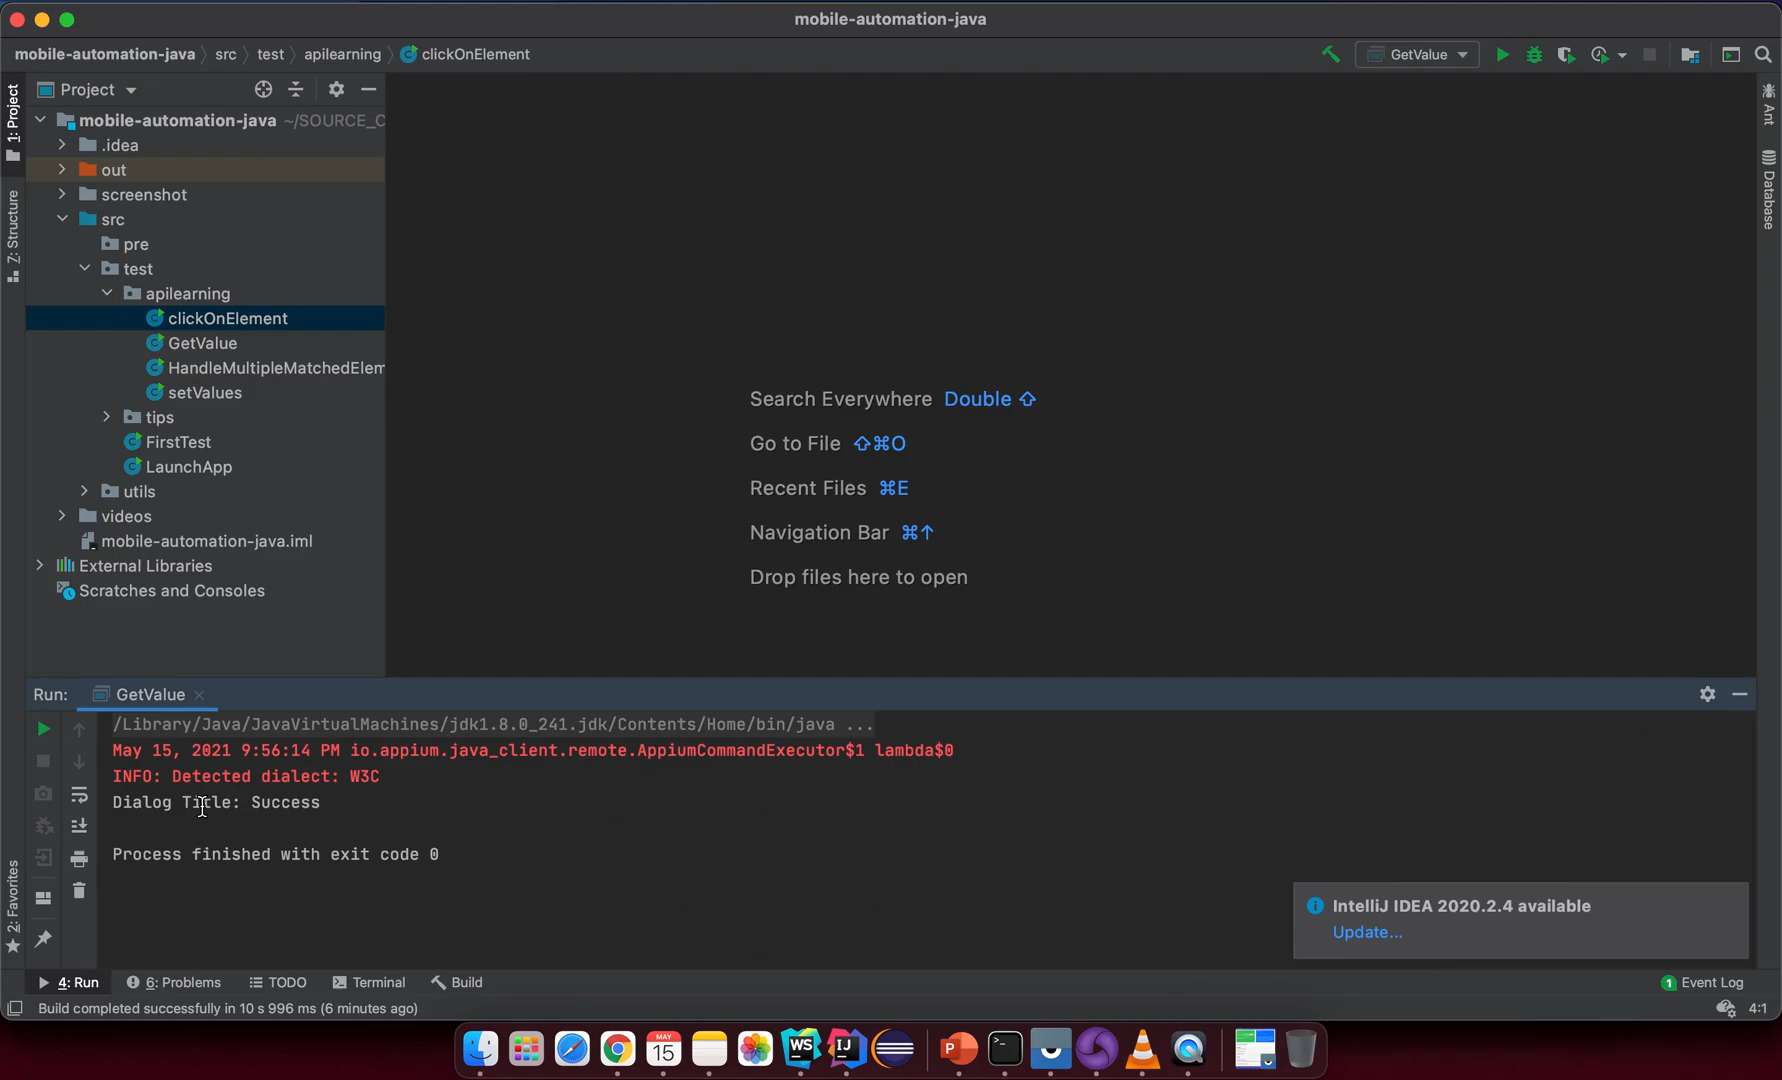 mobile-automation-java
mobile-automation-java
src
test
apilearning
clickOnElement
GetValue
1: Project
Z: Structure
2: Favorites
Project
mobile-automation-java ~/SOURCE_C
.idea
out
screenshot
src
pre
test
apilearning
clickOnElement
GetValue
HandleMultipleMatchedElem
setValues
tips
FirstTest
LaunchApp
utils
videos
mobile-automation-java.iml
External Libraries
Scratches and Consoles
Search Everywhere Double ⇧
Go to File ⇧⌘O
Recent Files ⌘E
Navigation Bar ⌘↑
Drop files here to open
Ant
Database
Run: GetValue
/Library/Java/JavaVirtualMachines/jdk1.8.0_241.jdk/Contents/Home/bin/java ...
May 15, 2021 9:56:14 PM io.appium.java_client.remote.AppiumCommandExecutor$1 lambda$0
INFO: Detected dialect: W3C
Dialog Title: Success
Process finished with exit code 0
IntelliJ IDEA 2020.2.4 available
Update...
4: Run
6: Problems
TODO
Terminal
Build
1 Event Log
Build completed successfully in 10 s 996 ms (6 minutes ago)
4:1
MAY
15
WS
IJ
P